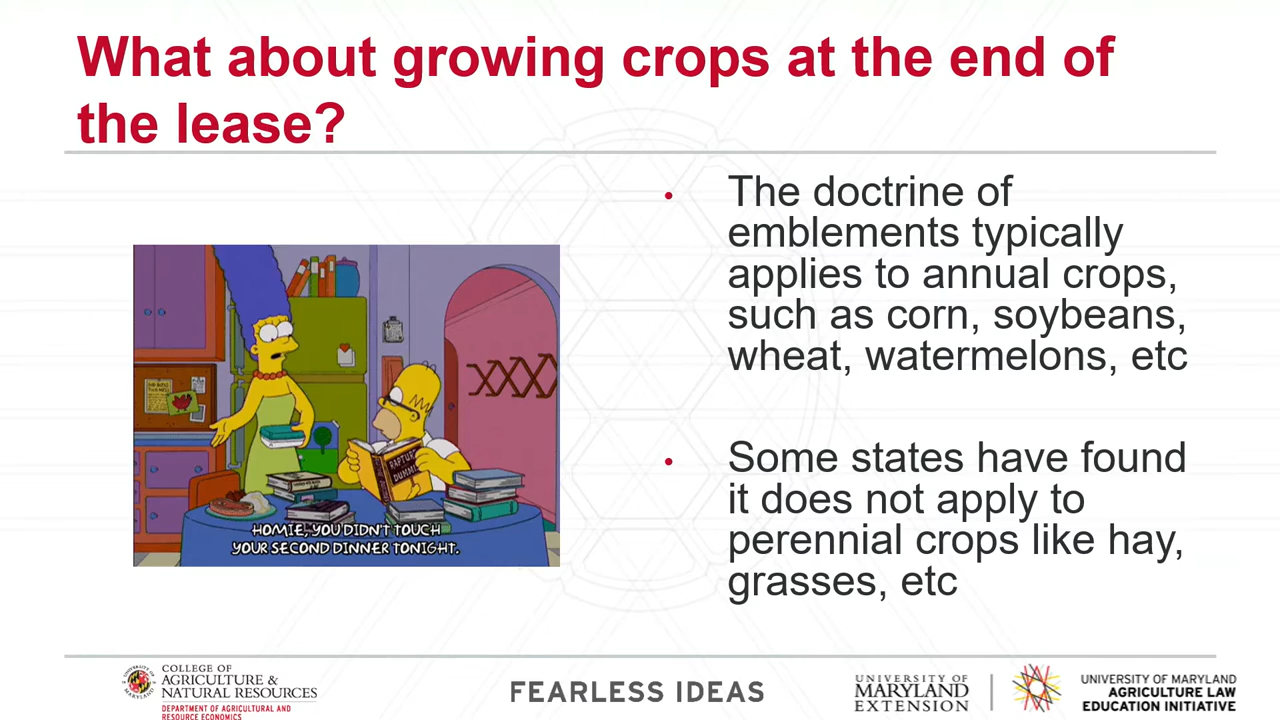 What about growing crops at the end of
the lease?
• The doctrine of
emblements typically
applies to annual crops,
such as corn, soybeans,
wheat, watermelons, etc
• Some states have found
it does not apply to
perennial crops like hay,
grasses, etc
XXXX
HOMIE, YOU DIDN'T TOUCH
YOUR SECOND DINNER TONIGHT.
COLLEGE OF
AGRICULTURE &
NATURAL RESOURCES
DEPARTMENT OF AGRICULTURAL AND
RESOURCE ECONOMICS
FEARLESS IDEAS
UNIVERSITY OF
MARYLAND
EXTENSION
UNIVERSITY OF MARYLAND
AGRICULTURE LAW
EDUCATION INITIATIVE